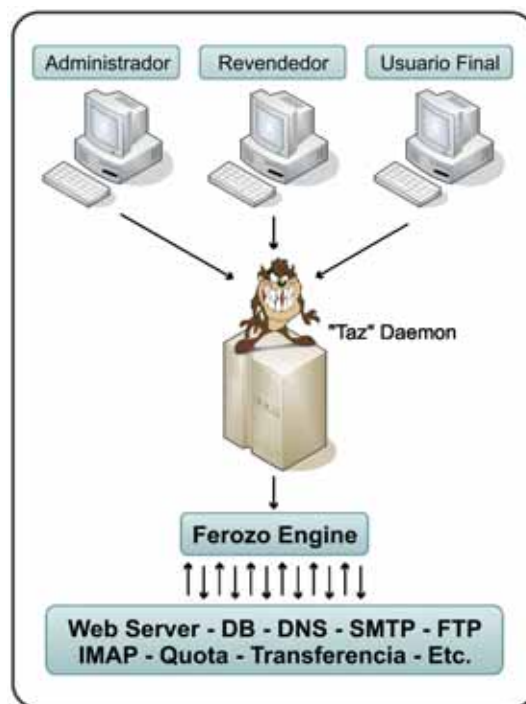 Administrador
Revendedor
Usuario Final
"Taz" Daemon
Ferozo Engine
Web Server - DB - DNS - SMTP - FTP
IMAP - Quota - Transferencia - Etc.